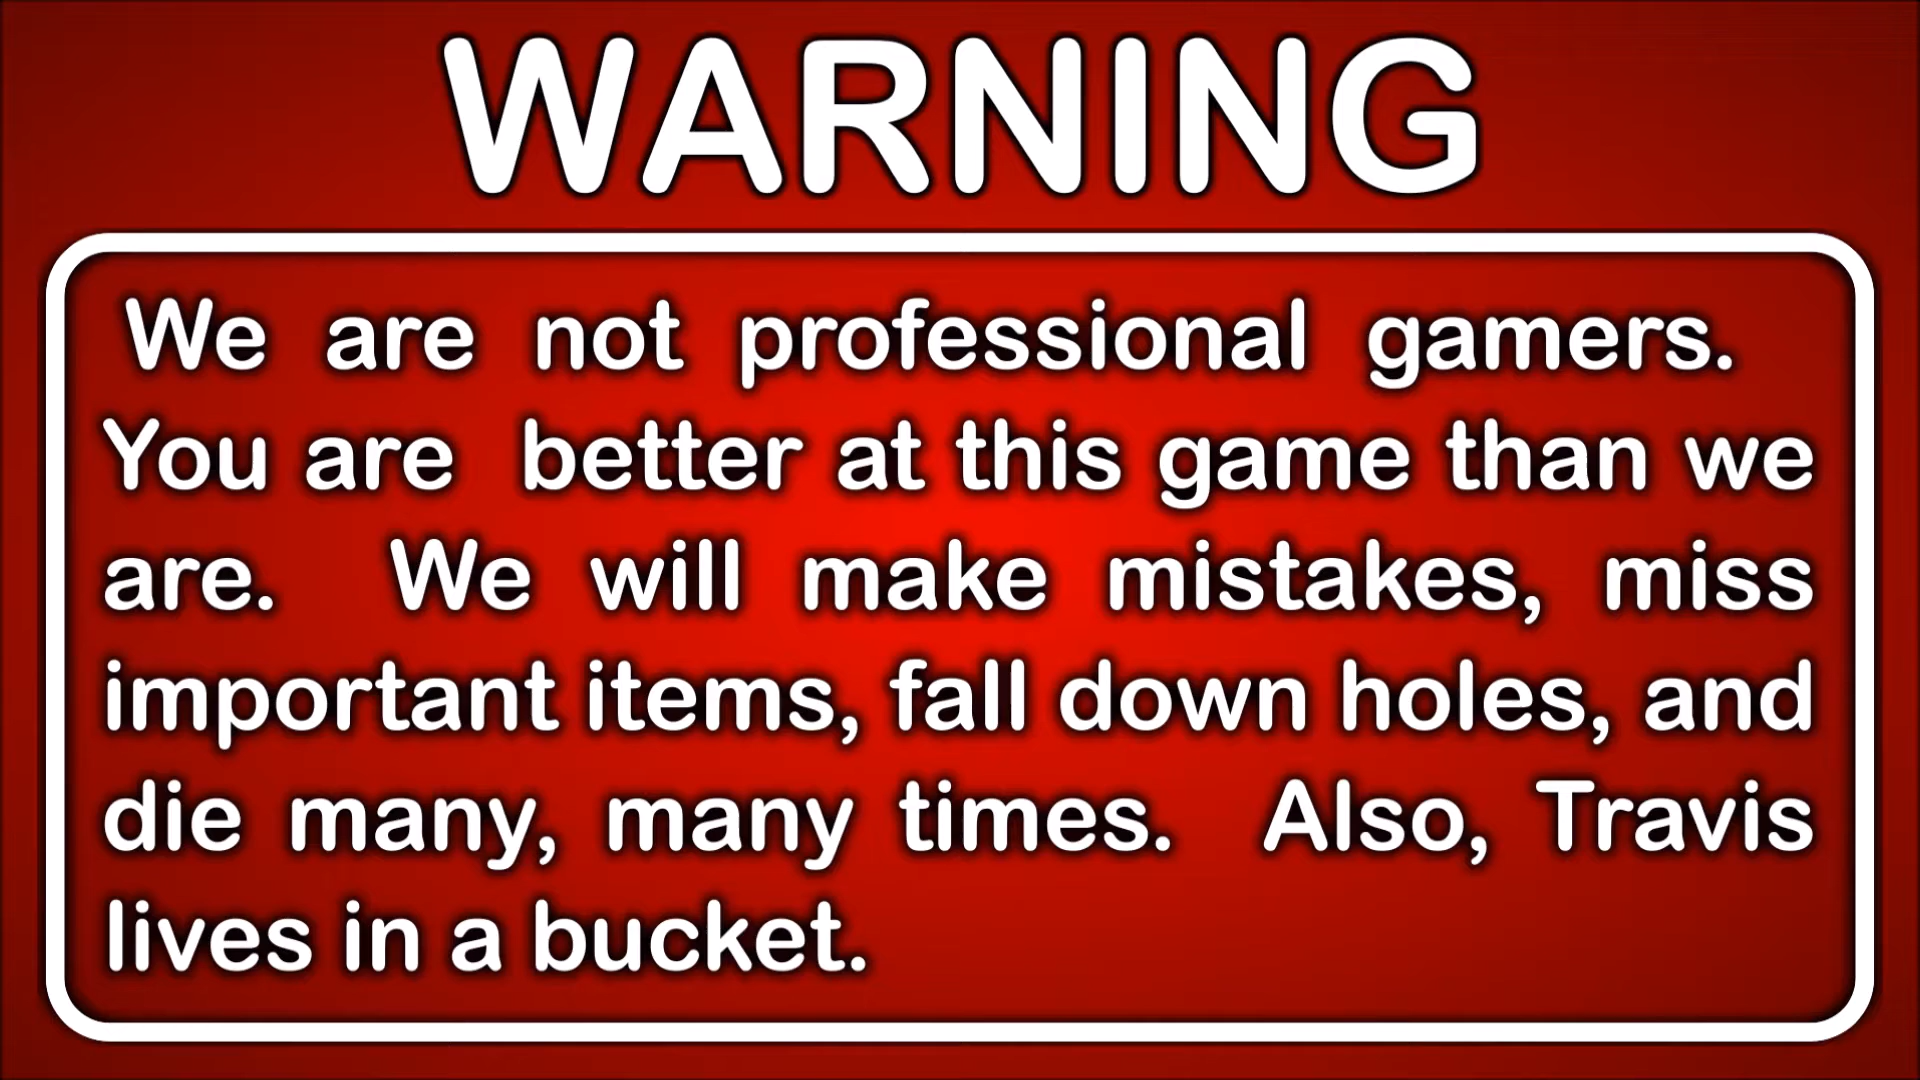 WARNING
We are not professional gamers.
You are better at this game than we
are. We will make mistakes, miss
important items, fall down holes, and
die many, many times. Also, Travis
lives in a bucket.